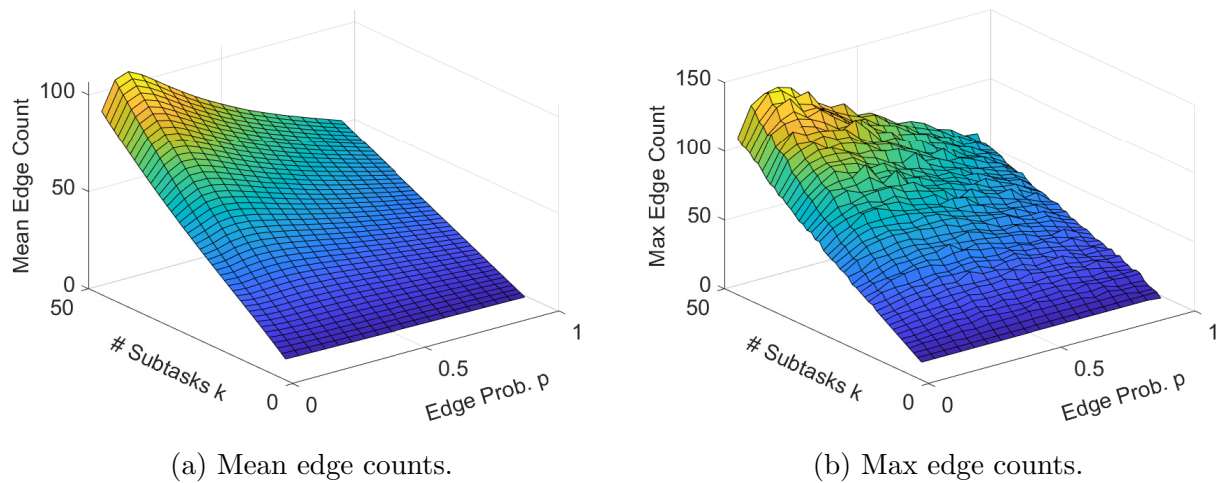 100
50
0
50
0
0
0.5
1
Mean Edge Count
# Subtasks k
Edge Prob. p
(a) Mean edge counts.
150
100
50
0
50
0
0
0.5
1
Max Edge Count
# Subtasks k
Edge Prob. p
(b) Max edge counts.